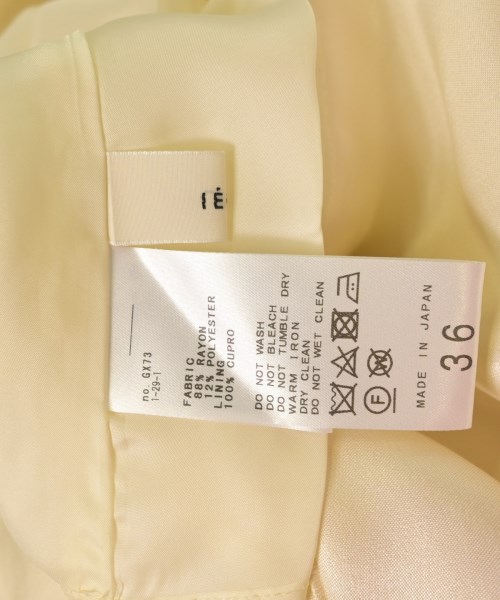 m.
no. GX73
1-29-1
FABRIC
88% RAYON
12% POLYESTER
LINING
100% CUPRO
DO NOT WASH
DO NOT BLEACH
DO NOT TUMBLE DRY
WARM IRON
DRY CLEAN
DO NOT WET CLEAN
F
W
MADE IN JAPAN
36